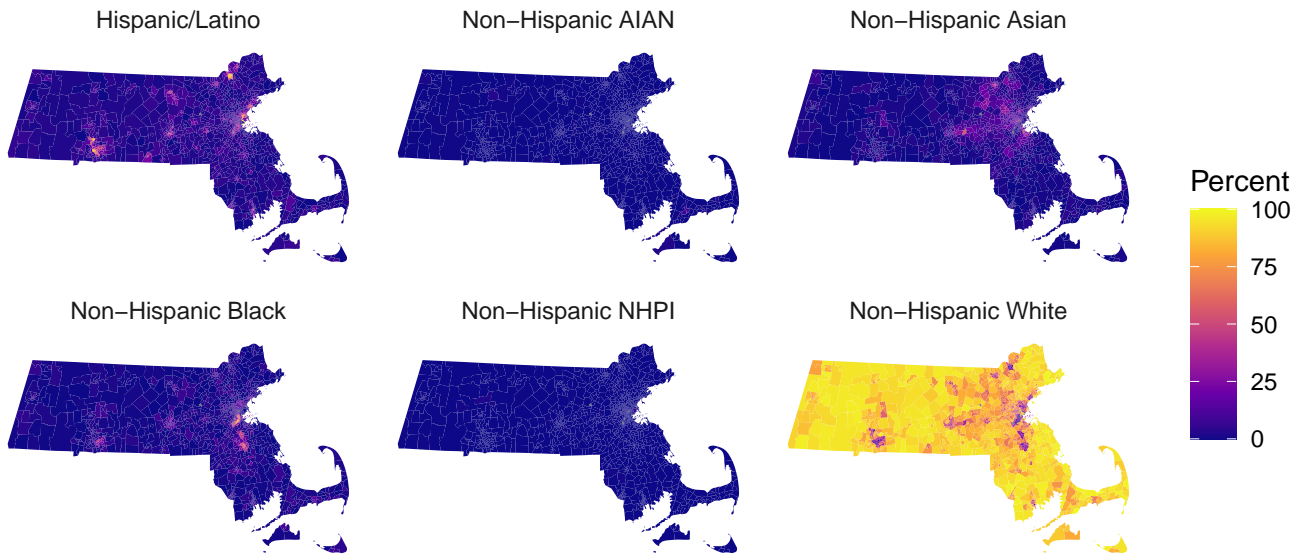 Hispanic/Latino
Non−Hispanic AIAN
Non−Hispanic Asian
Non−Hispanic Black
Non−Hispanic NHPI
Non−Hispanic White
Percent
100
75
50
25
0